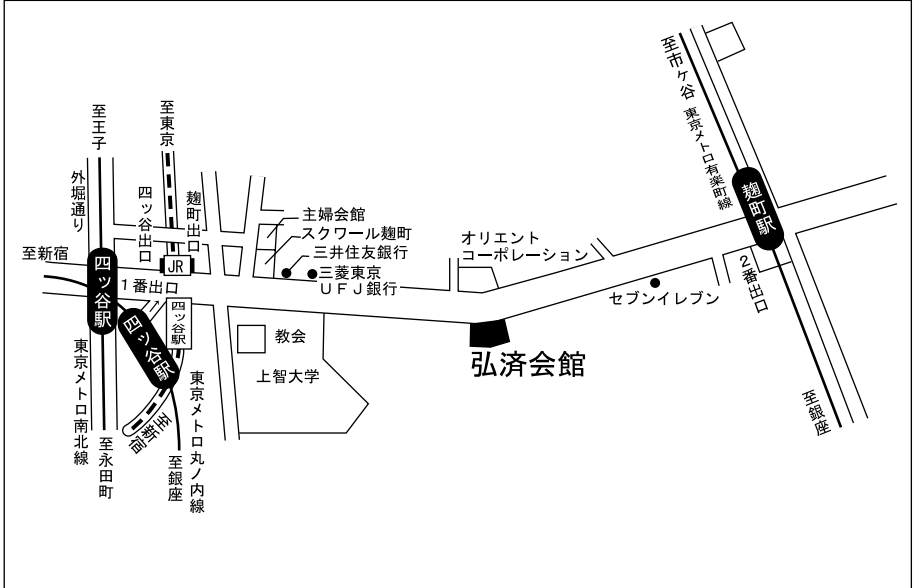 至王子
至東京
外堀通り
四ッ谷出口
麹町出口
至新宿
四ッ谷駅
JR
1番出口
四ッ谷駅
四ッ谷駅
主婦会館
スクワール麹町
三井住友銀行
三菱東京
UFJ銀行
教会
上智大学
東京メトロ南北線
至永田町
至新宿
東京メトロ丸ノ内線
至銀座
オリエント
コーポレーション
弘済会館
セブンイレブン
至市ケ谷
東京メトロ有楽町線
麹町駅
2番出口
至銀座